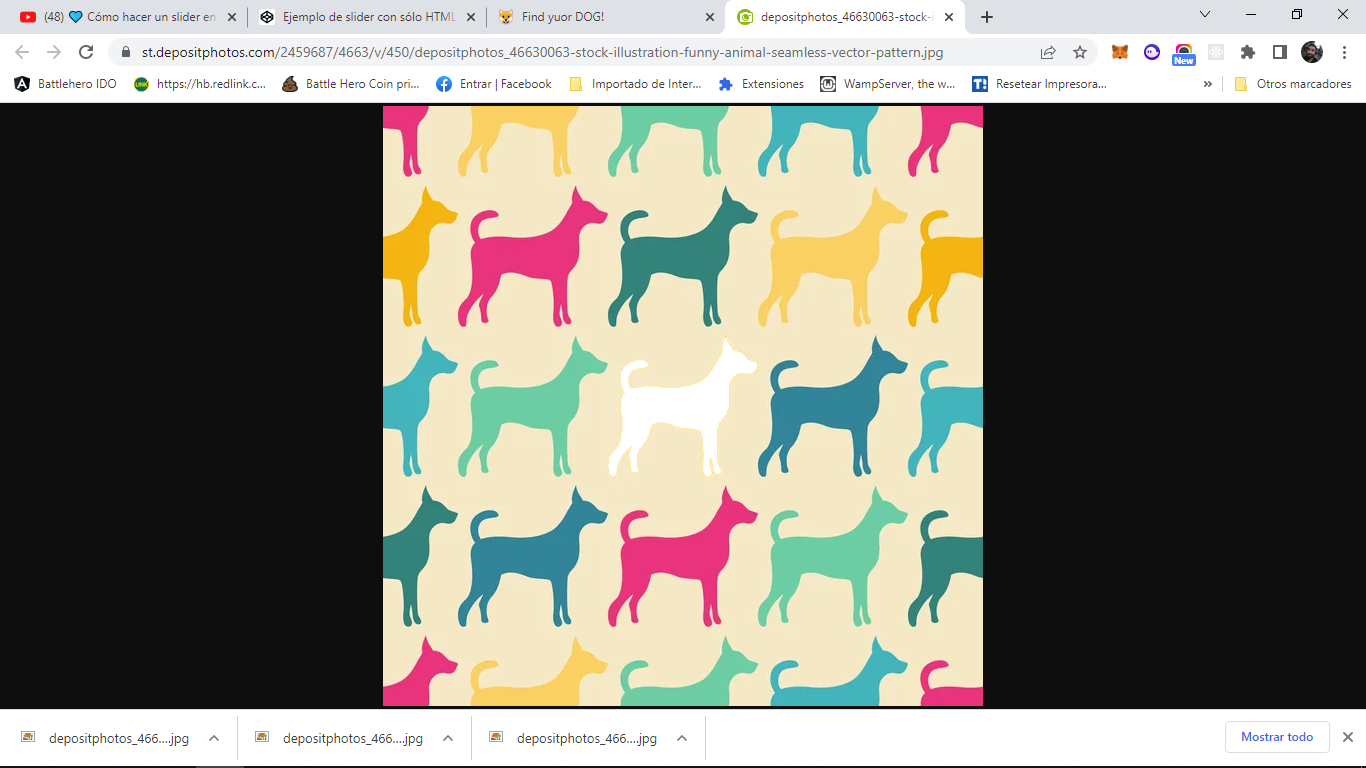 (48) 💙 Cómo hacer un slider en
Ejemplo de slider con sólo HTML
Find yuor DOG!
depositphotos_46630063-stock-i
st.depositphotos.com/2459687/4663/v/450/depositphotos_46630063-stock-illustration-funny-animal-seamless-vector-pattern.jpg
New
Battlehero IDO
LINK
https://hb.redlink.c...
Battle Hero Coin pri...
Entrar | Facebook
Importado de Inter...
Extensiones
WampServer, the w...
Resetear Impresora...
»
Otros marcadores
depositphotos_466....jpg
depositphotos_466....jpg
depositphotos_466....jpg
Mostrar todo